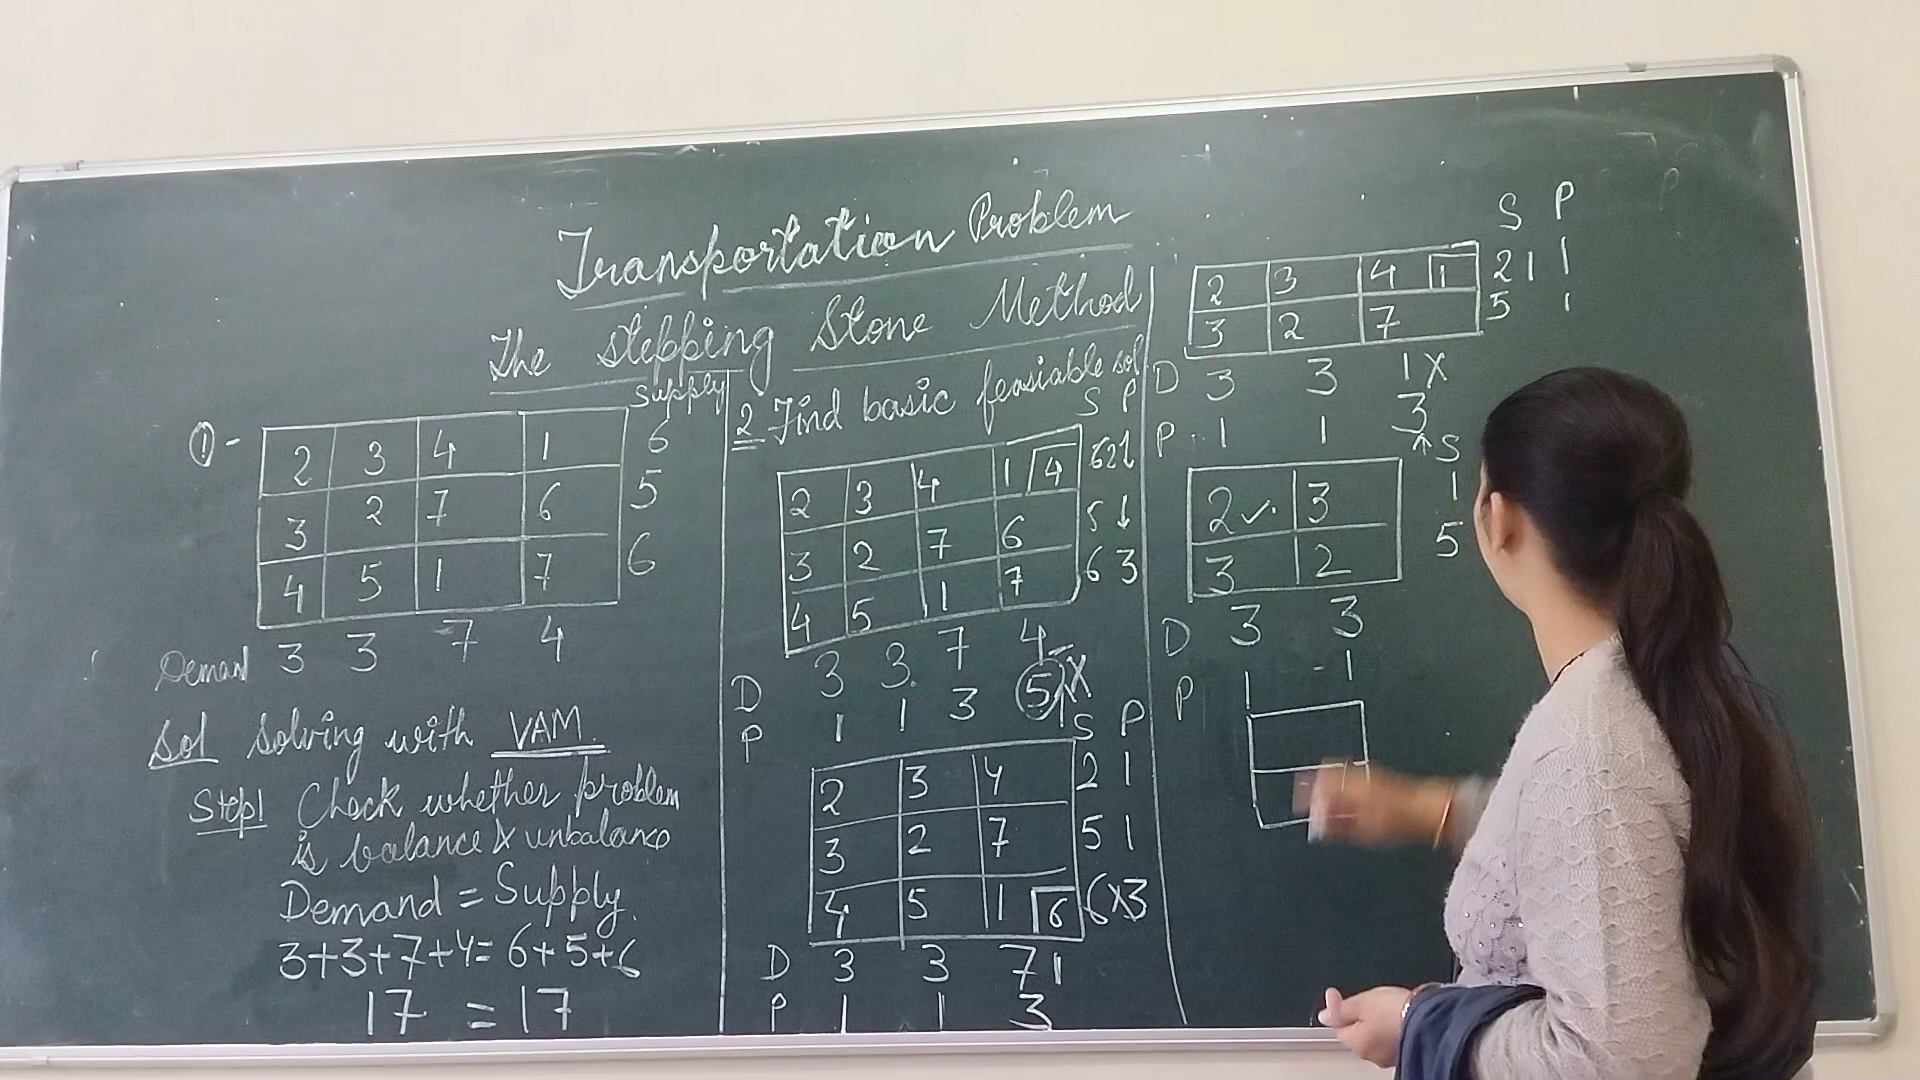 Transportation Problem
The Stepping Stone Method
Supply
① -
2 3 4 1 6
3 2 7 6 5
4 5 1 7 6
Demand 3 3 7 4
Sol Solving with VAM.
Step1 Check whether problem
is balance & unbalance
Demand = Supply.
3+3+7+4= 6+5+6
17 = 17
2 Find basic feasiable sol
S P
2 3 4 1 4 6 2 1
3 2 7 6 5 1
4 5 1 7 6 3
D 3 3. 7 4
P 1 1 3 5 X
S P
2 3 4 2 1
3 2 7 5 1
4 5 1 6 6 X 3
D 3 3 7 1
P 1 1 3
S P
2 3 4 1 2 1 1
3 2 7 5 1
D 3 3 1 X
P 1 1 3 ↑
S
2 ✓. 3 1
3 2 5
D 3 3
P 1 1